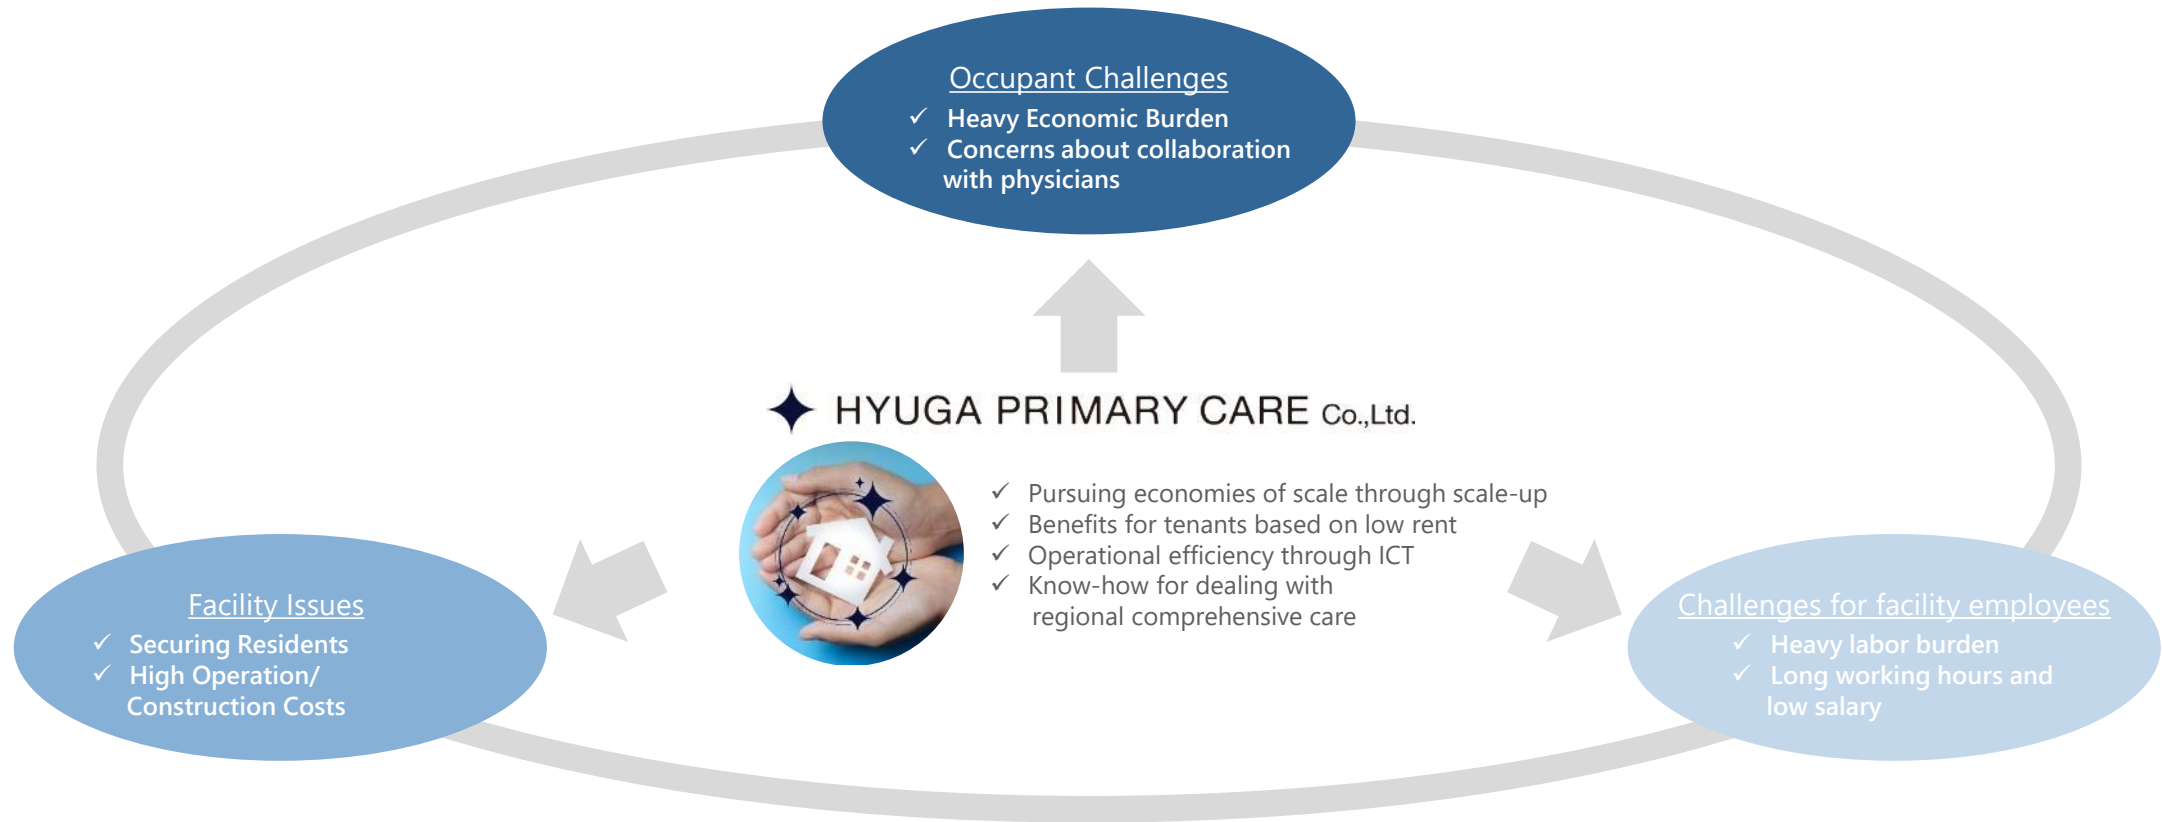 Occupant Challenges
✓ Heavy Economic Burden
✓ Concerns about collaboration
with physicians
HYUGA PRIMARY CARE Co.,Ltd.
✓ Pursuing economies of scale through scale-up
✓ Benefits for tenants based on low rent
✓ Operational efficiency through ICT
✓ Know-how for dealing with
regional comprehensive care
Facility Issues
✓ Securing Residents
✓ High Operation/
Construction Costs
Challenges for facility employees
✓ Heavy labor burden
✓ Long working hours and
low salary